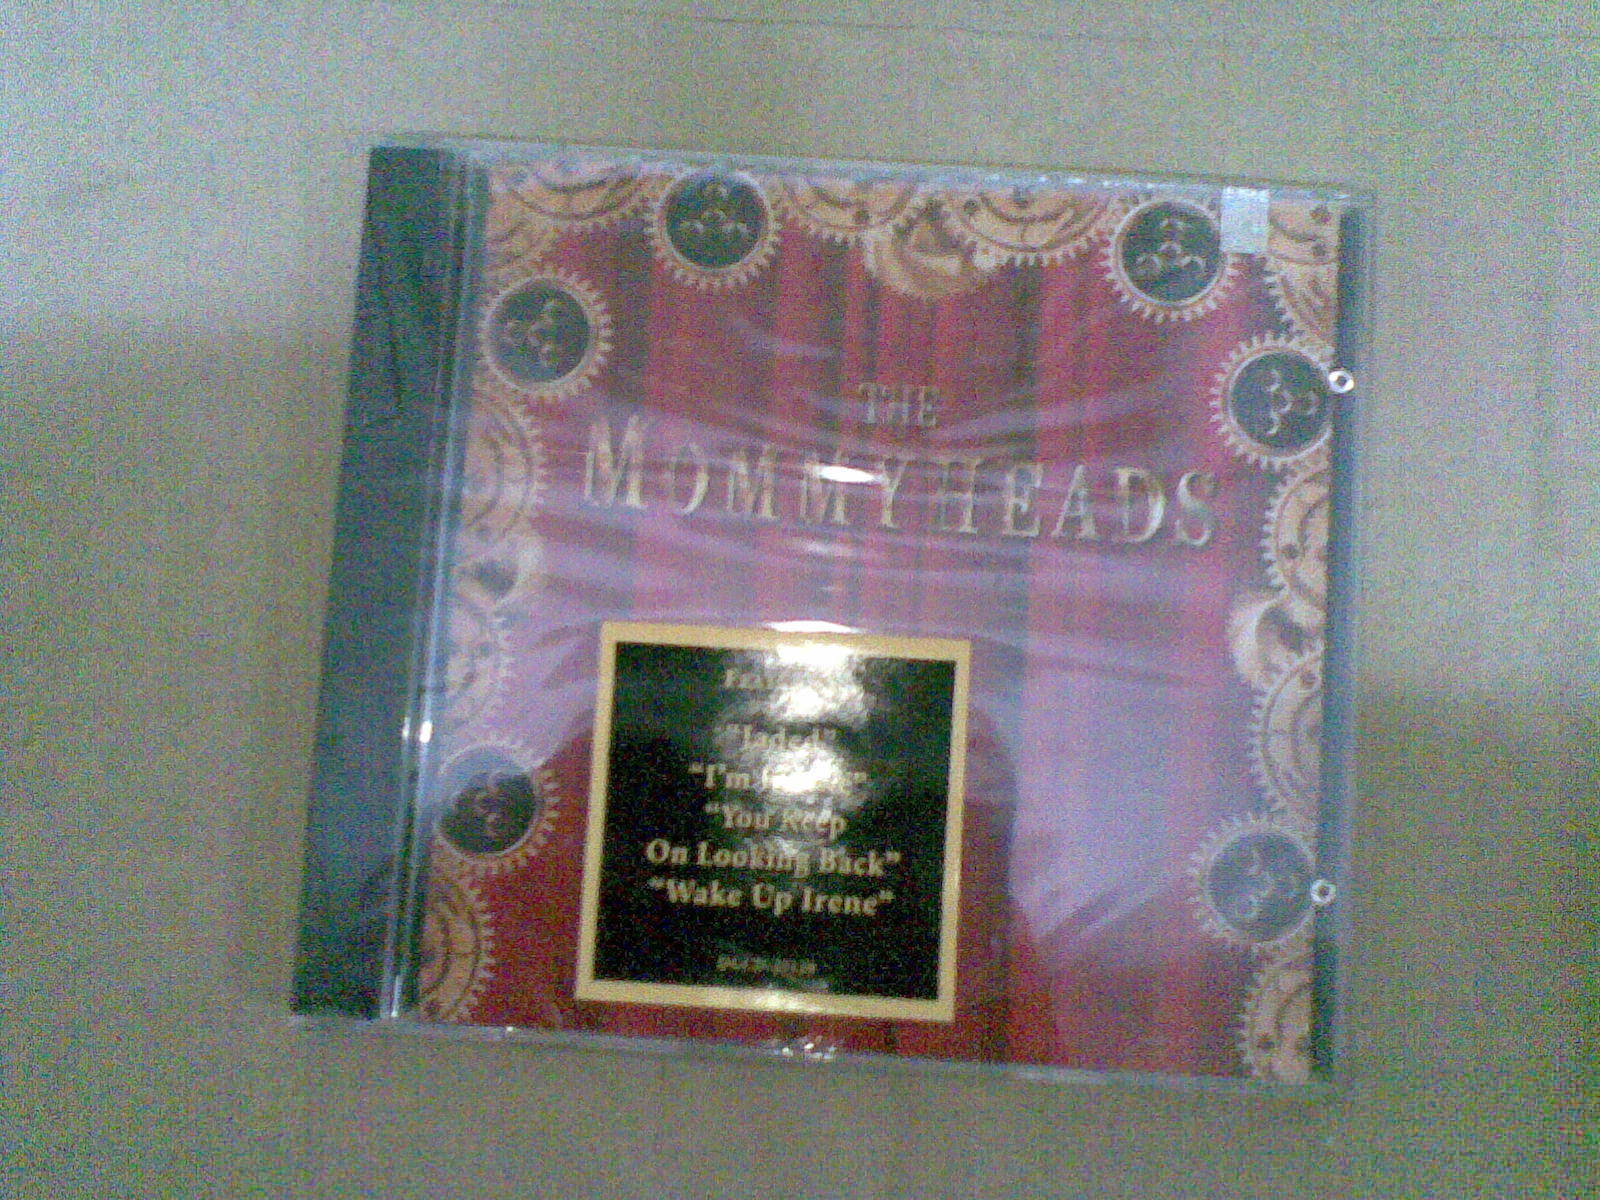 THE
MOMMYHEADS
"Jaded"
"I'm
"You Keep
On Looking Back"
"Wake Up Irene"